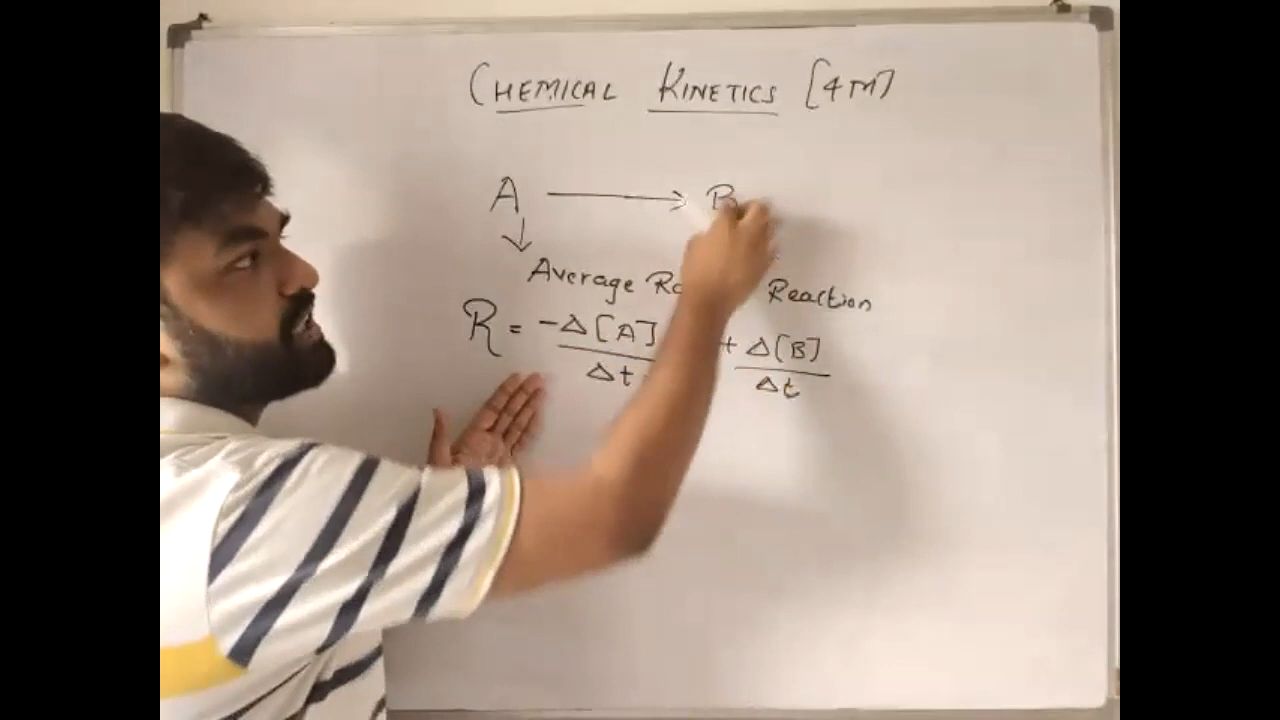 CHEMICAL KINETICS [4M]
A → B
↓
Average Reaction
R = -Δ[A]/Δt + Δ[B]/Δt